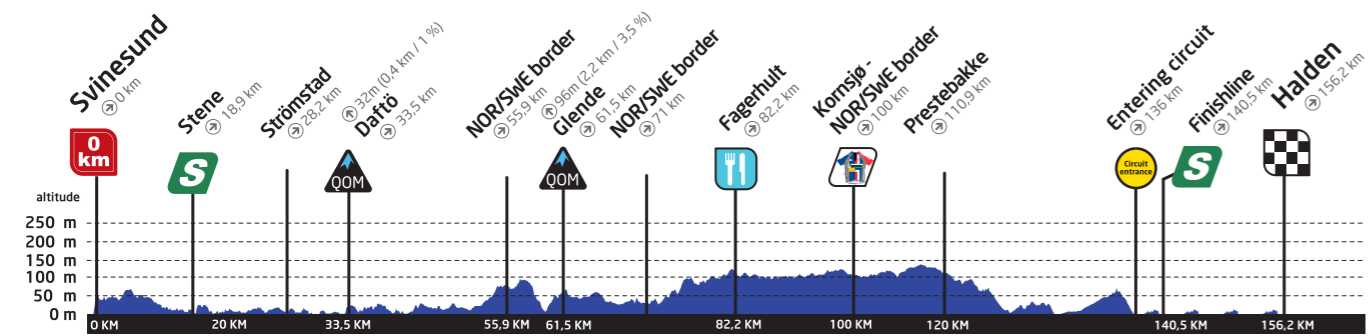 Svinesund
0 km
0
km
Stene
18,9 km
S
Strömstad
28,2 km
32m (0,4 km / 1 %)
Daftö
33,5 km
QOM
NOR/SWE border
55,9 km
96m (2,2 km / 3,5 %)
Glende
61,5 km
QOM
NOR/SWE border
71 km
Fagerhult
82,2 km
Kornsjø -
NOR/SWE border
100 km
Prestebakke
110,9 km
Entering circuit
136 km
Circuit
entrance
Finishline
140,5 km
S
Halden
156,2 km
altitude
250 m
200 m
150 m
100 m
50 m
0 m
0 KM 20 KM 33,5 KM 55,9 KM 61,5 KM 82,2 KM 100 KM 120 KM 140,5 KM 156,2 KM